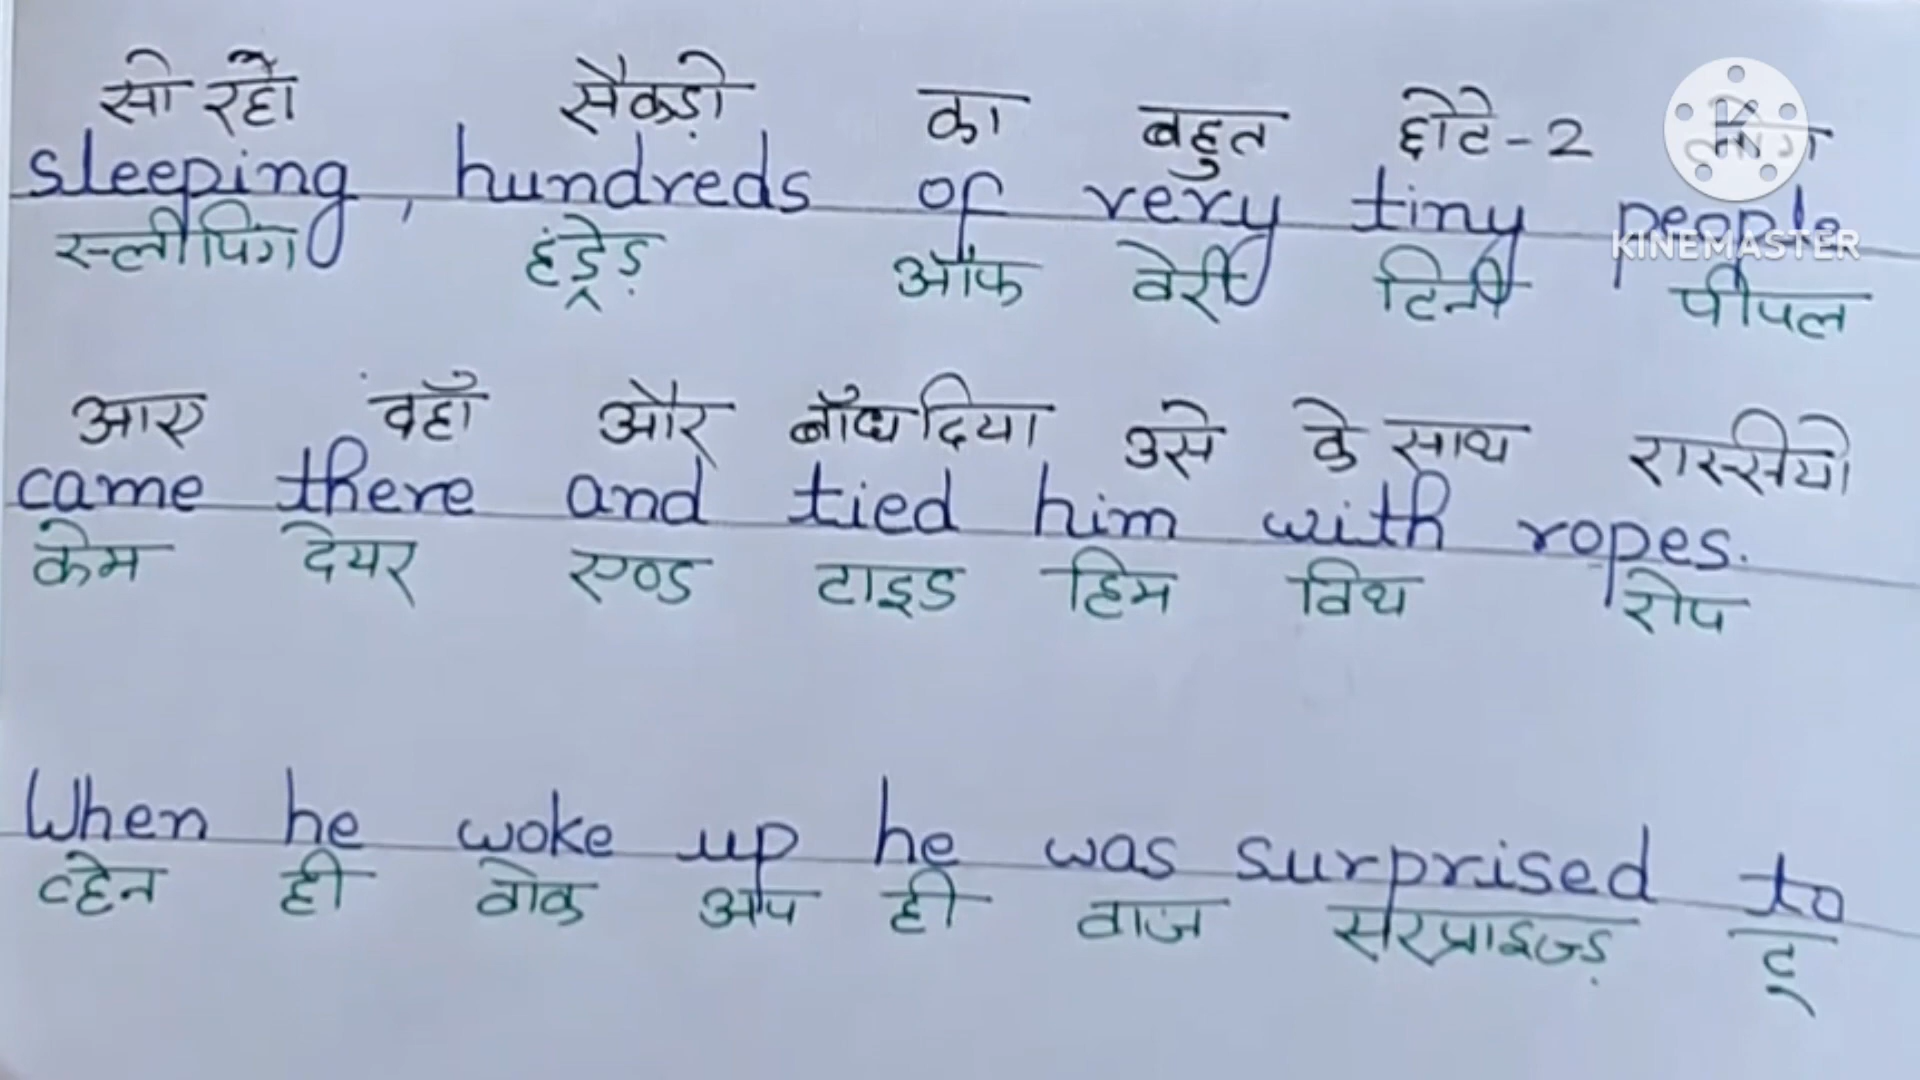 सो रहा सैकड़ो का बहुत छोटे-2
sleeping, hundreds of very tiny people
स्लीपिंग हंड्रेड़ ऑफ वेरी टिनी पीपल
KINEMASTER
आए वहाँ और बाँध दिया उसे के साथ रास्सीयो
came there and tied him with ropes.
केम देयर एण्ड टाइड हिम विथ रोप
When he woke up he was surprised to
व्हेन ही वोक अप ही वाज सरप्राइज्ड़ टू